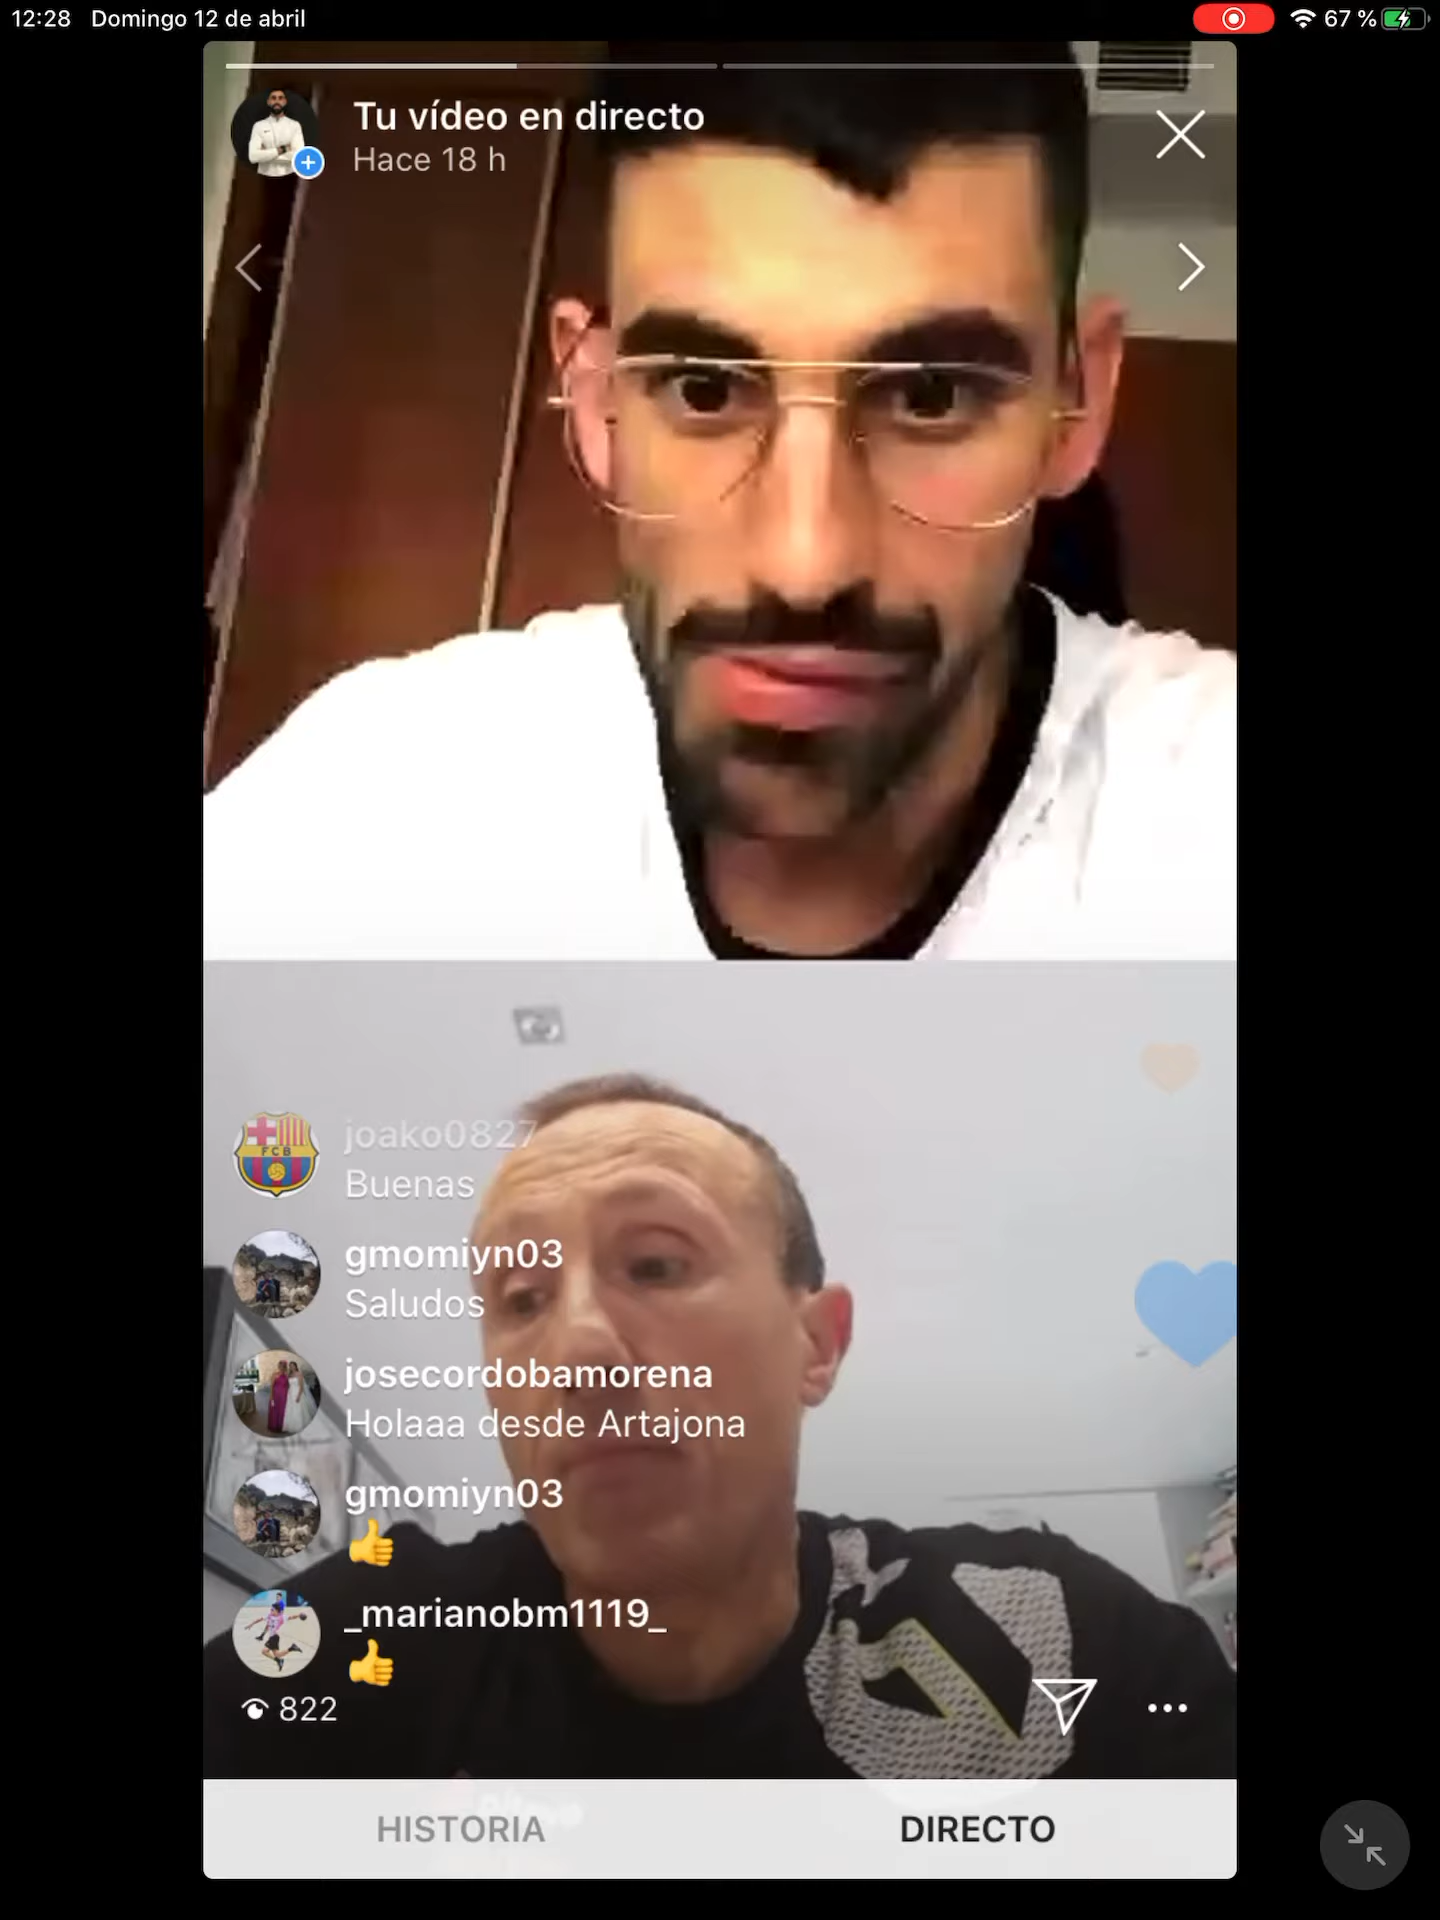 12:28 Domingo 12 de abril
67 %
Tu vídeo en directo
Hace 18 h
joako0827
Buenas
FCB
gmomiyn03
Saludos
josecordobamorena
Holaaa desde Artajona
gmomiyn03
👍
_marianobm1119_
👍
822
HISTORIA
DIRECTO